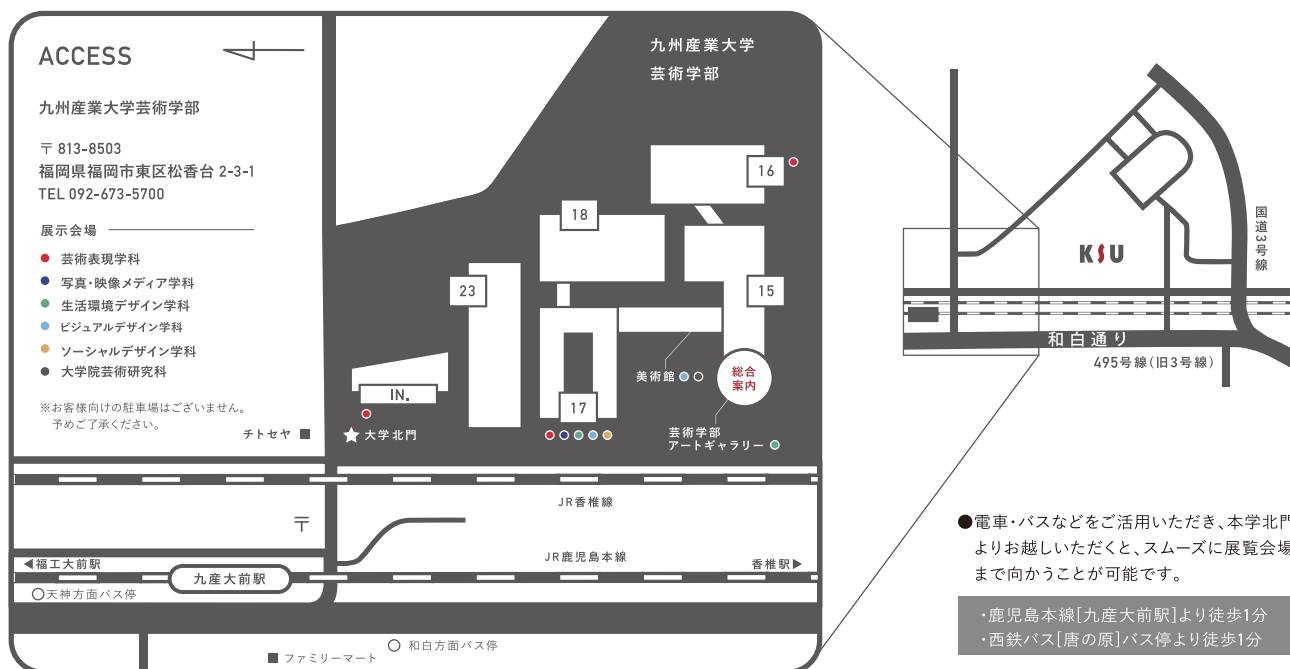 ACCESS
九州産業大学芸術学部
〒813-8503
福岡県福岡市東区松香台 2-3-1
TEL 092-673-5700
展示会場
芸術表現学科
写真・映像メディア学科
生活環境デザイン学科
ビジュアルデザイン学科
ソーシャルデザイン学科
大学院芸術研究科
※お客様向けの駐車場はございません。
予めご了承ください。
チトセヤ
九州産業大学
芸術学部
16
18
23
15
美術館
総合
案内
IN.
17
大学北門
芸術学部
アートギャラリー
JR香椎線
〒
JR鹿児島本線
福工大前駅
香椎駅
九産大前駅
天神方面バス停
和白方面バス停
ファミリーマート
KSU
国道3号線
和白通り
495号線(旧3号線)
●電車・バスなどをご活用いただき、本学北門
よりお越しいただくと、スムーズに展覧会場
まで向かうことが可能です。
・鹿児島本線[九産大前駅]より徒歩1分
・西鉄バス[唐の原]バス停より徒歩1分